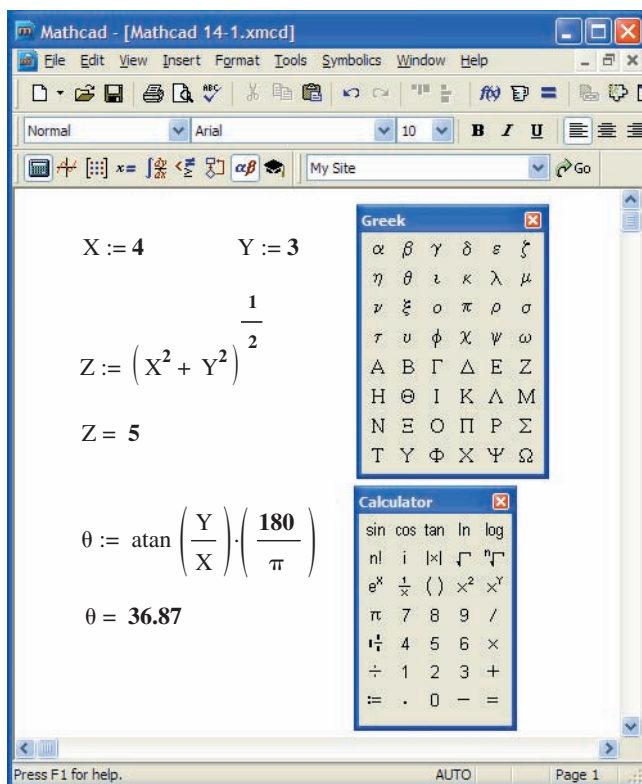 Mathcad - [Mathcad 14-1.xmcd]
File Edit View Insert Format Tools Symbolics Window Help
ABC f(x) =
Normal Arial 10 B I U
x= αβ My Site Go
X := 4 Y := 3
Z := (X² + Y²)^(1/2)
Z = 5
θ := atan (Y/X)·(180/π)
θ = 36.87
Greek
α β γ δ ε ζ
η θ ι κ λ μ
ν ξ ο π ρ σ
τ υ ϕ χ ψ ω
Α Β Γ Δ Ε Ζ
Η Θ Ι Κ Λ Μ
Ν Ξ Ο Π Ρ Σ
Τ Υ Φ Χ Ψ Ω
Calculator
sin cos tan ln log
n! i |×| √ ⁿ√
eˣ 1/x ( ) ×² ×ʸ
π 7 8 9 /
4 5 6 ×
÷ 1 2 3 +
:= . 0 − =
Press F1 for help. AUTO Page 1